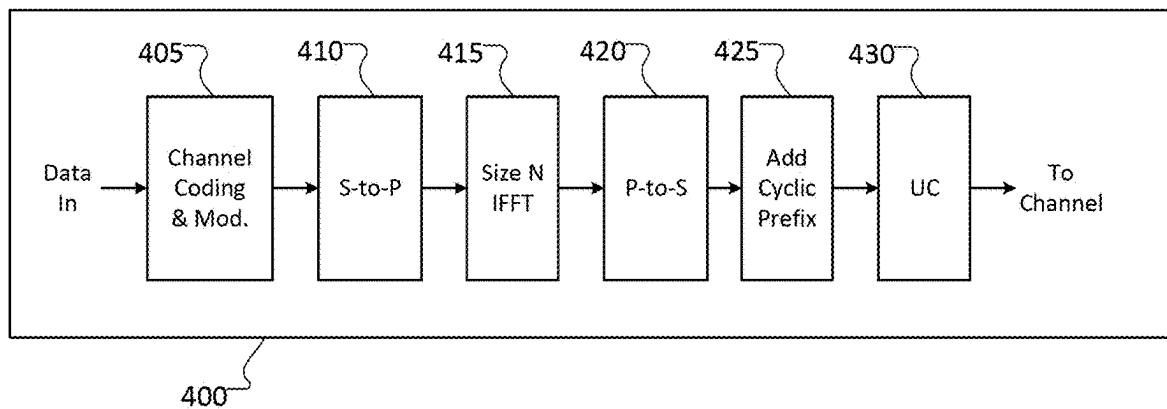 405
410
415
420
425
430
Data
In
Channel
Coding
& Mod.
S-to-P
Size N
IFFT
P-to-S
Add
Cyclic
Prefix
UC
To
Channel
400